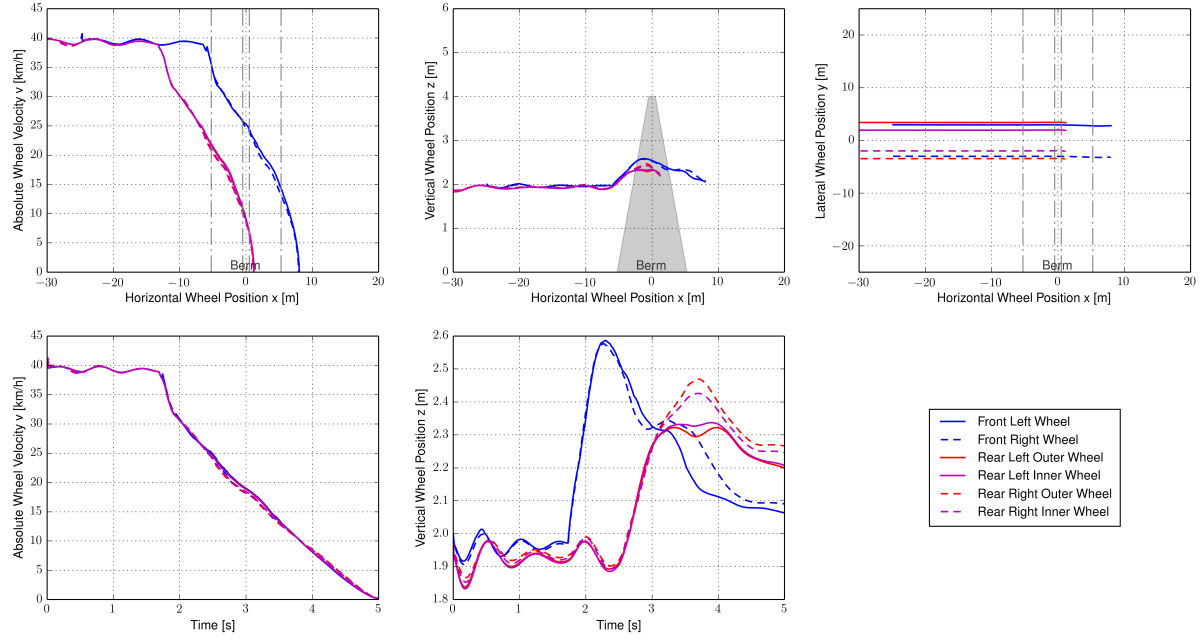 Absolute Wheel Velocity v [km/h]
45
40
35
30
25
20
15
10
5
0
Berm
−30 −20 −10 0 10 20
Horizontal Wheel Position x [m]
Vertical Wheel Position z [m]
6
5
4
3
2
1
0
Berm
−30 −20 −10 0 10 20
Horizontal Wheel Position x [m]
Lateral Wheel Position y [m]
20
10
0
−10
−20
Berm
−30 −20 −10 0 10 20
Horizontal Wheel Position x [m]
Absolute Wheel Velocity v [km/h]
45
40
35
30
25
20
15
10
5
0
0 1 2 3 4 5
Time [s]
Vertical Wheel Position z [m]
2.6
2.5
2.4
2.3
2.2
2.1
2.0
1.9
1.8
0 1 2 3 4 5
Time [s]
Front Left Wheel
Front Right Wheel
Rear Left Outer Wheel
Rear Left Inner Wheel
Rear Right Outer Wheel
Rear Right Inner Wheel